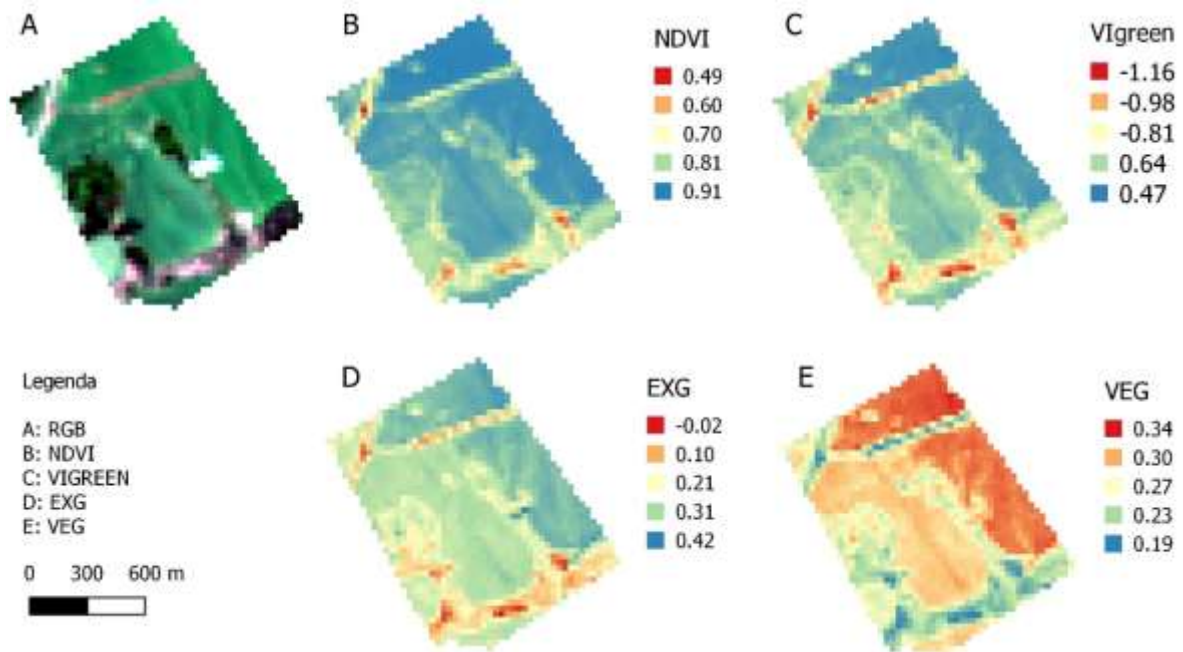 A
B
NDVI
0.49
0.60
0.70
0.81
0.91
C
VIgreen
-1.16
-0.98
-0.81
0.64
0.47
Legenda
A: RGB
B: NDVI
C: VIGREEN
D: EXG
E: VEG
0 300 600 m
D
EXG
-0.02
0.10
0.21
0.31
0.42
E
VEG
0.34
0.30
0.27
0.23
0.19